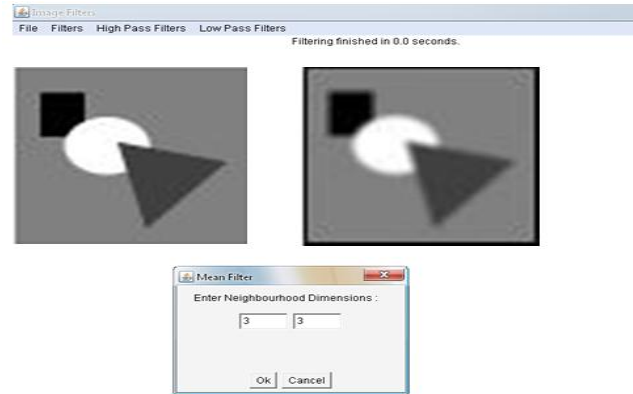 Image Filters
File Filters High Pass Filters Low Pass Filters
Filtering finished in 0.0 seconds.
Mean Filter
Enter Neighbourhood Dimensions :
3 3
Ok Cancel